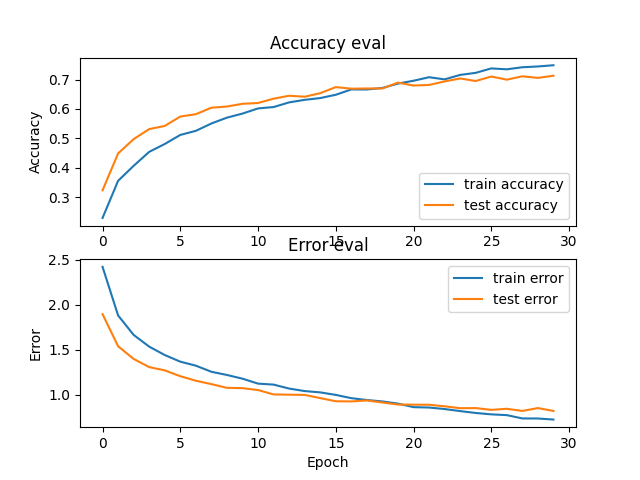 Accuracy eval
0.7
0.6
0.5
0.4
0.3
Accuracy
train accuracy
test accuracy
0 5 10 15 20 25 30
Error eval
2.5
2.0
1.5
1.0
Error
train error
test error
0 5 10 15 20 25 30
Epoch